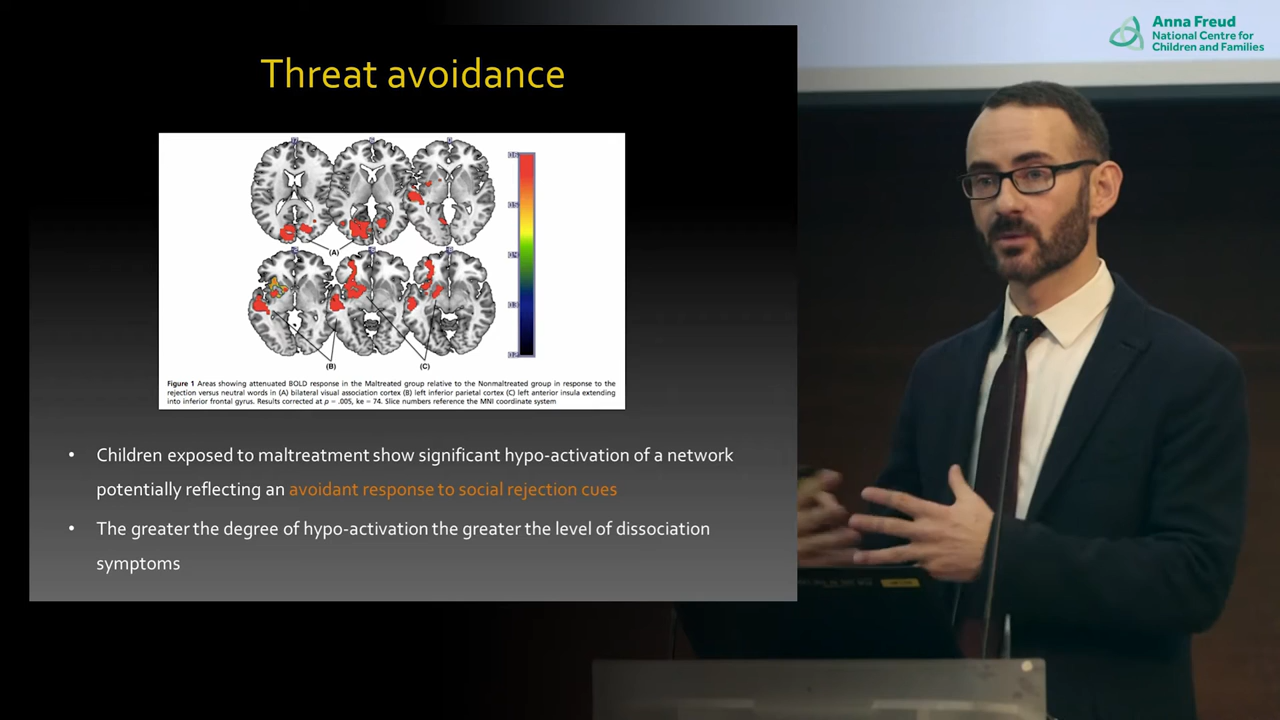 Anna Freud
National Centre for
Children and Families
Threat avoidance
(A)
(B)
(C)
Figure 1 Areas showing attenuated BOLD response in the Maltreated group relative to the Nonmaltreated group in response to the
rejection versus neutral words in (A) bilateral visual association cortex (B) left inferior parietal cortex (C) left anterior insula extending
into inferior frontal gyrus. Results corrected at p = .005, ke = 74. Slice numbers reference the MNI coordinate system
• Children exposed to maltreatment show significant hypo-activation of a network
potentially reflecting an avoidant response to social rejection cues
• The greater the degree of hypo-activation the greater the level of dissociation
symptoms